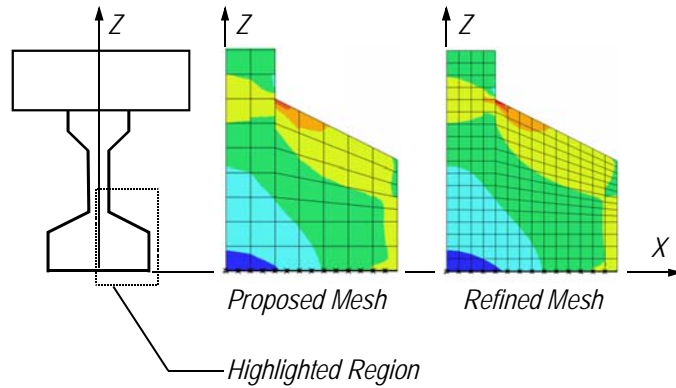 Z
Z
Z
X
Proposed Mesh
Refined Mesh
Highlighted Region